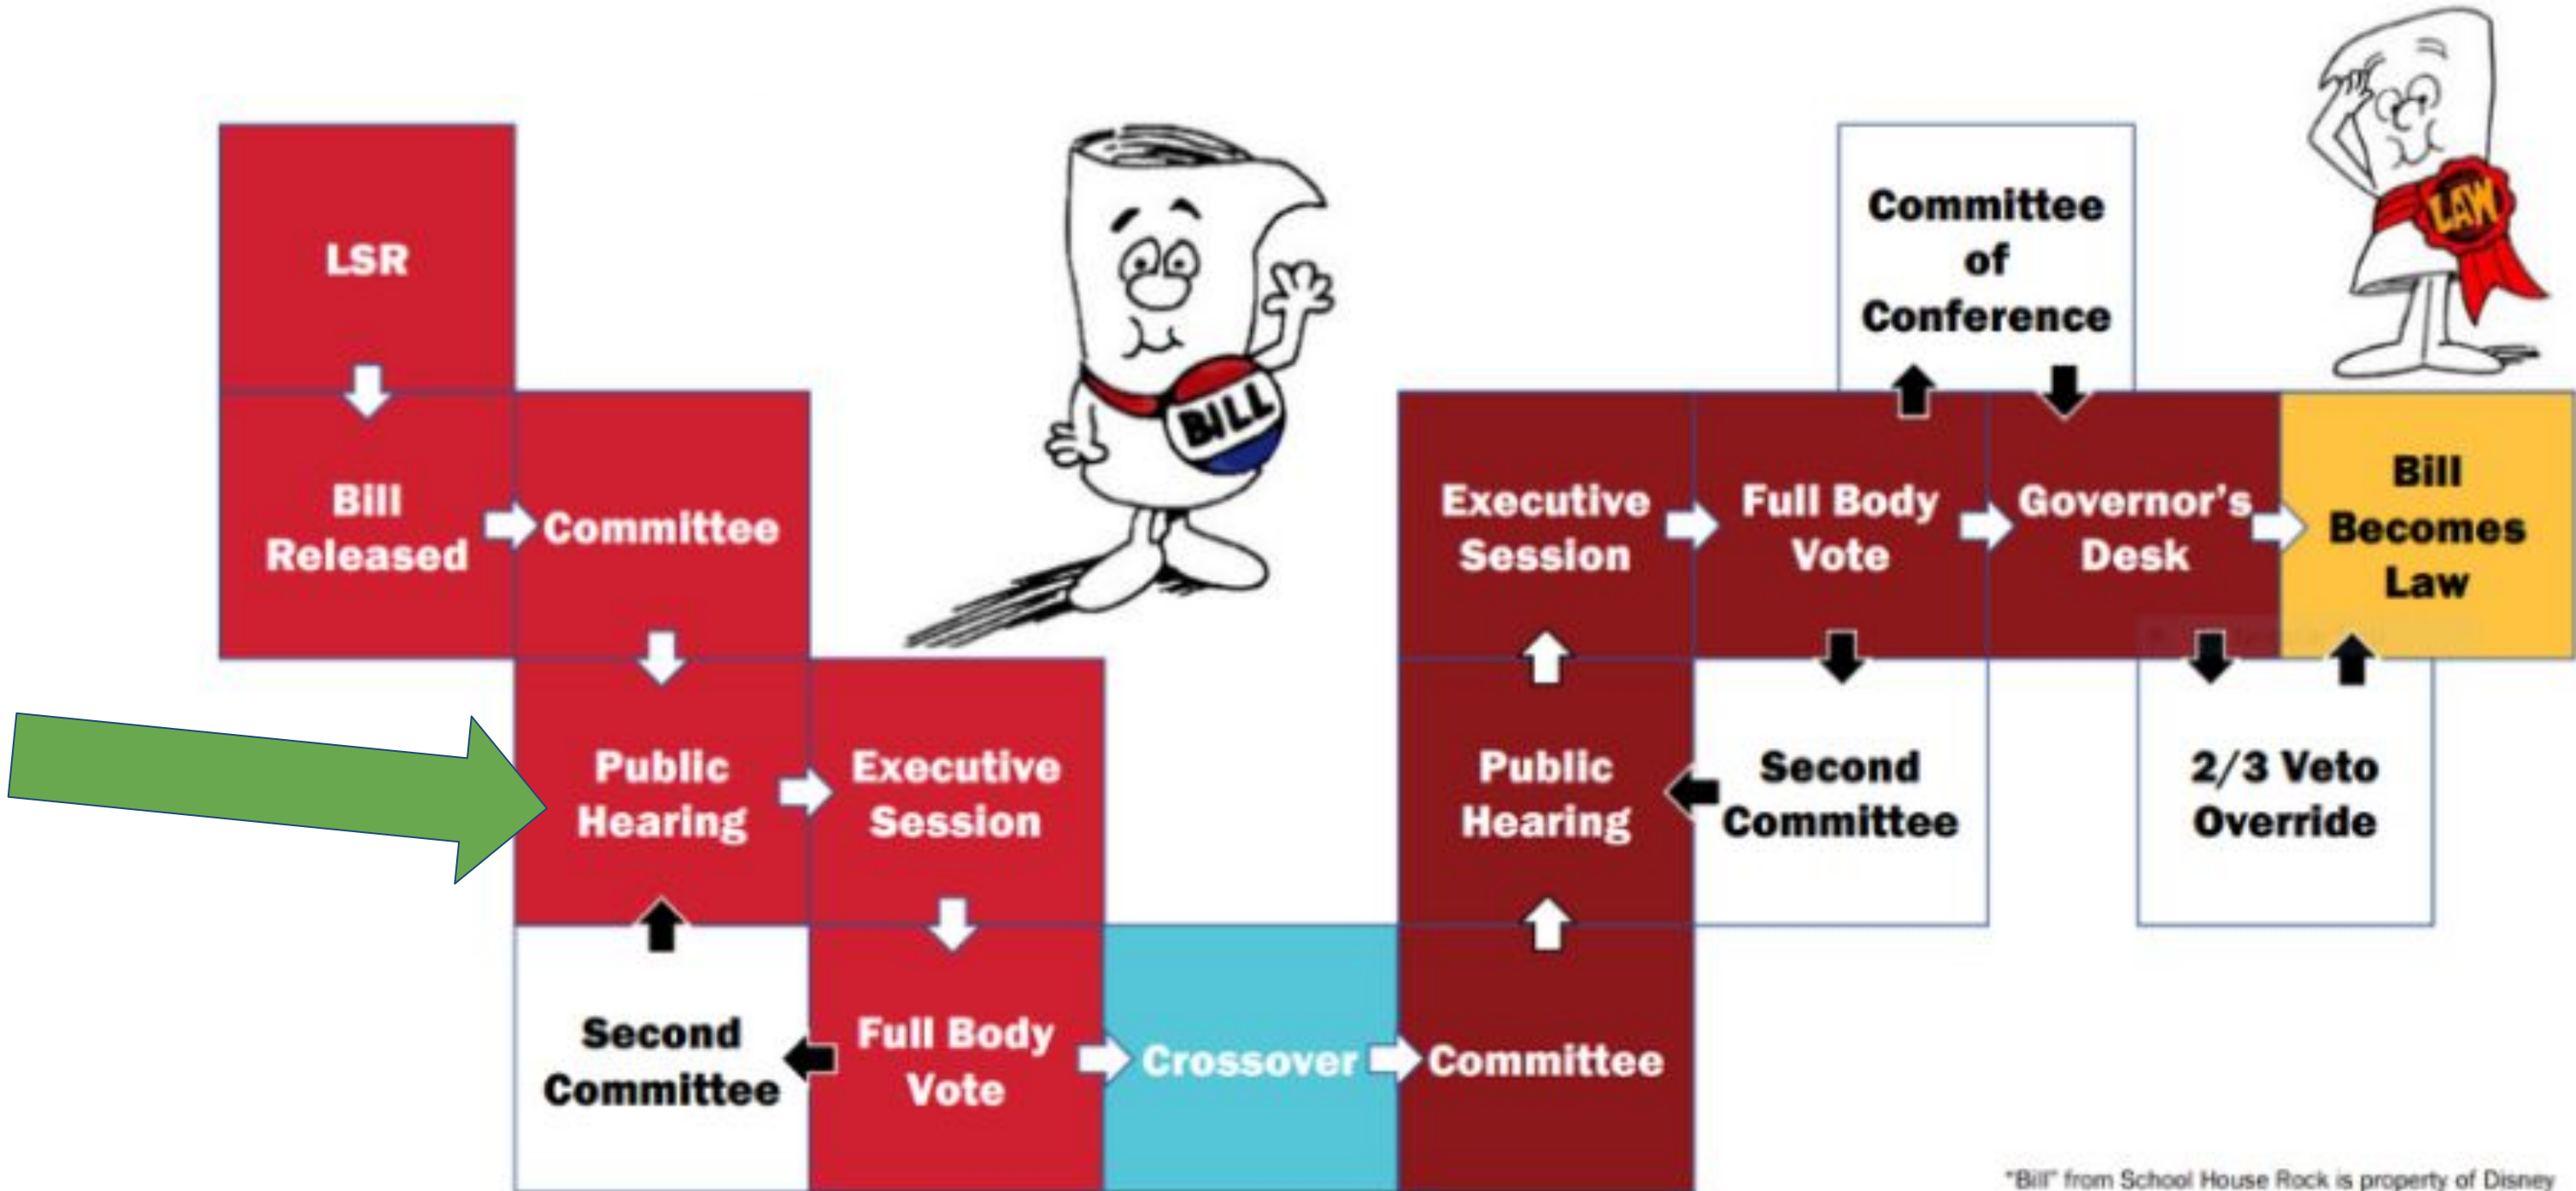 LSR
Bill
Released
Committee
Public
Hearing
Executive
Session
Second
Committee
Full Body
Vote
Crossover
Committee
Public
Hearing
Executive
Session
Full Body
Vote
Second
Committee
Committee
of
Conference
Governor's
Desk
2/3 Veto
Override
Bill
Becomes
Law
BILL
LAW
"Bill" from School House Rock is property of Disney